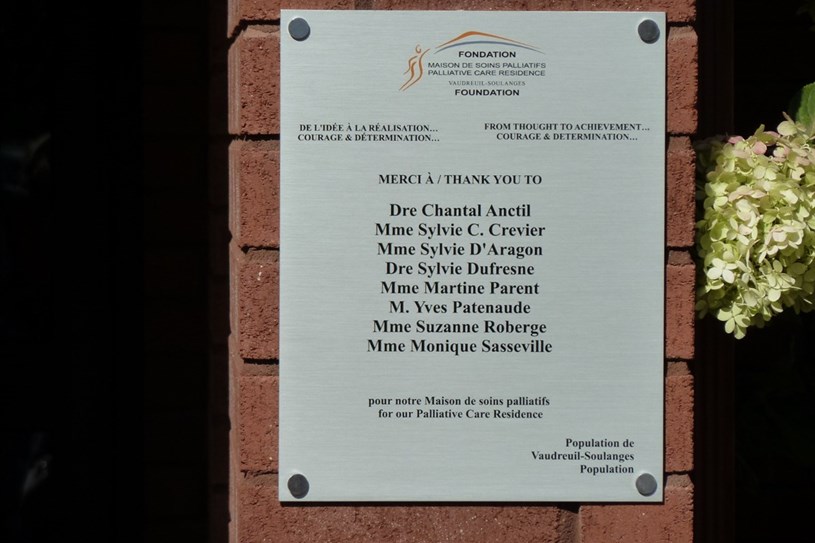 FONDATION
MAISON DE SOINS PALLIATIFS
PALLIATIVE CARE RESIDENCE
VAUDREUIL-SOULANGES
FOUNDATION
DE L'IDÉE À LA RÉALISATION...
COURAGE & DÉTERMINATION...
FROM THOUGHT TO ACHIEVEMENT...
COURAGE & DETERMINATION...
MERCI À / THANK YOU TO
Dre Chantal Anctil
Mme Sylvie C. Crevier
Mme Sylvie D'Aragon
Dre Sylvie Dufresne
Mme Martine Parent
M. Yves Patenaude
Mme Suzanne Roberge
Mme Monique Sasseville
pour notre Maison de soins palliatifs
for our Palliative Care Residence
Population de
Vaudreuil-Soulanges
Population